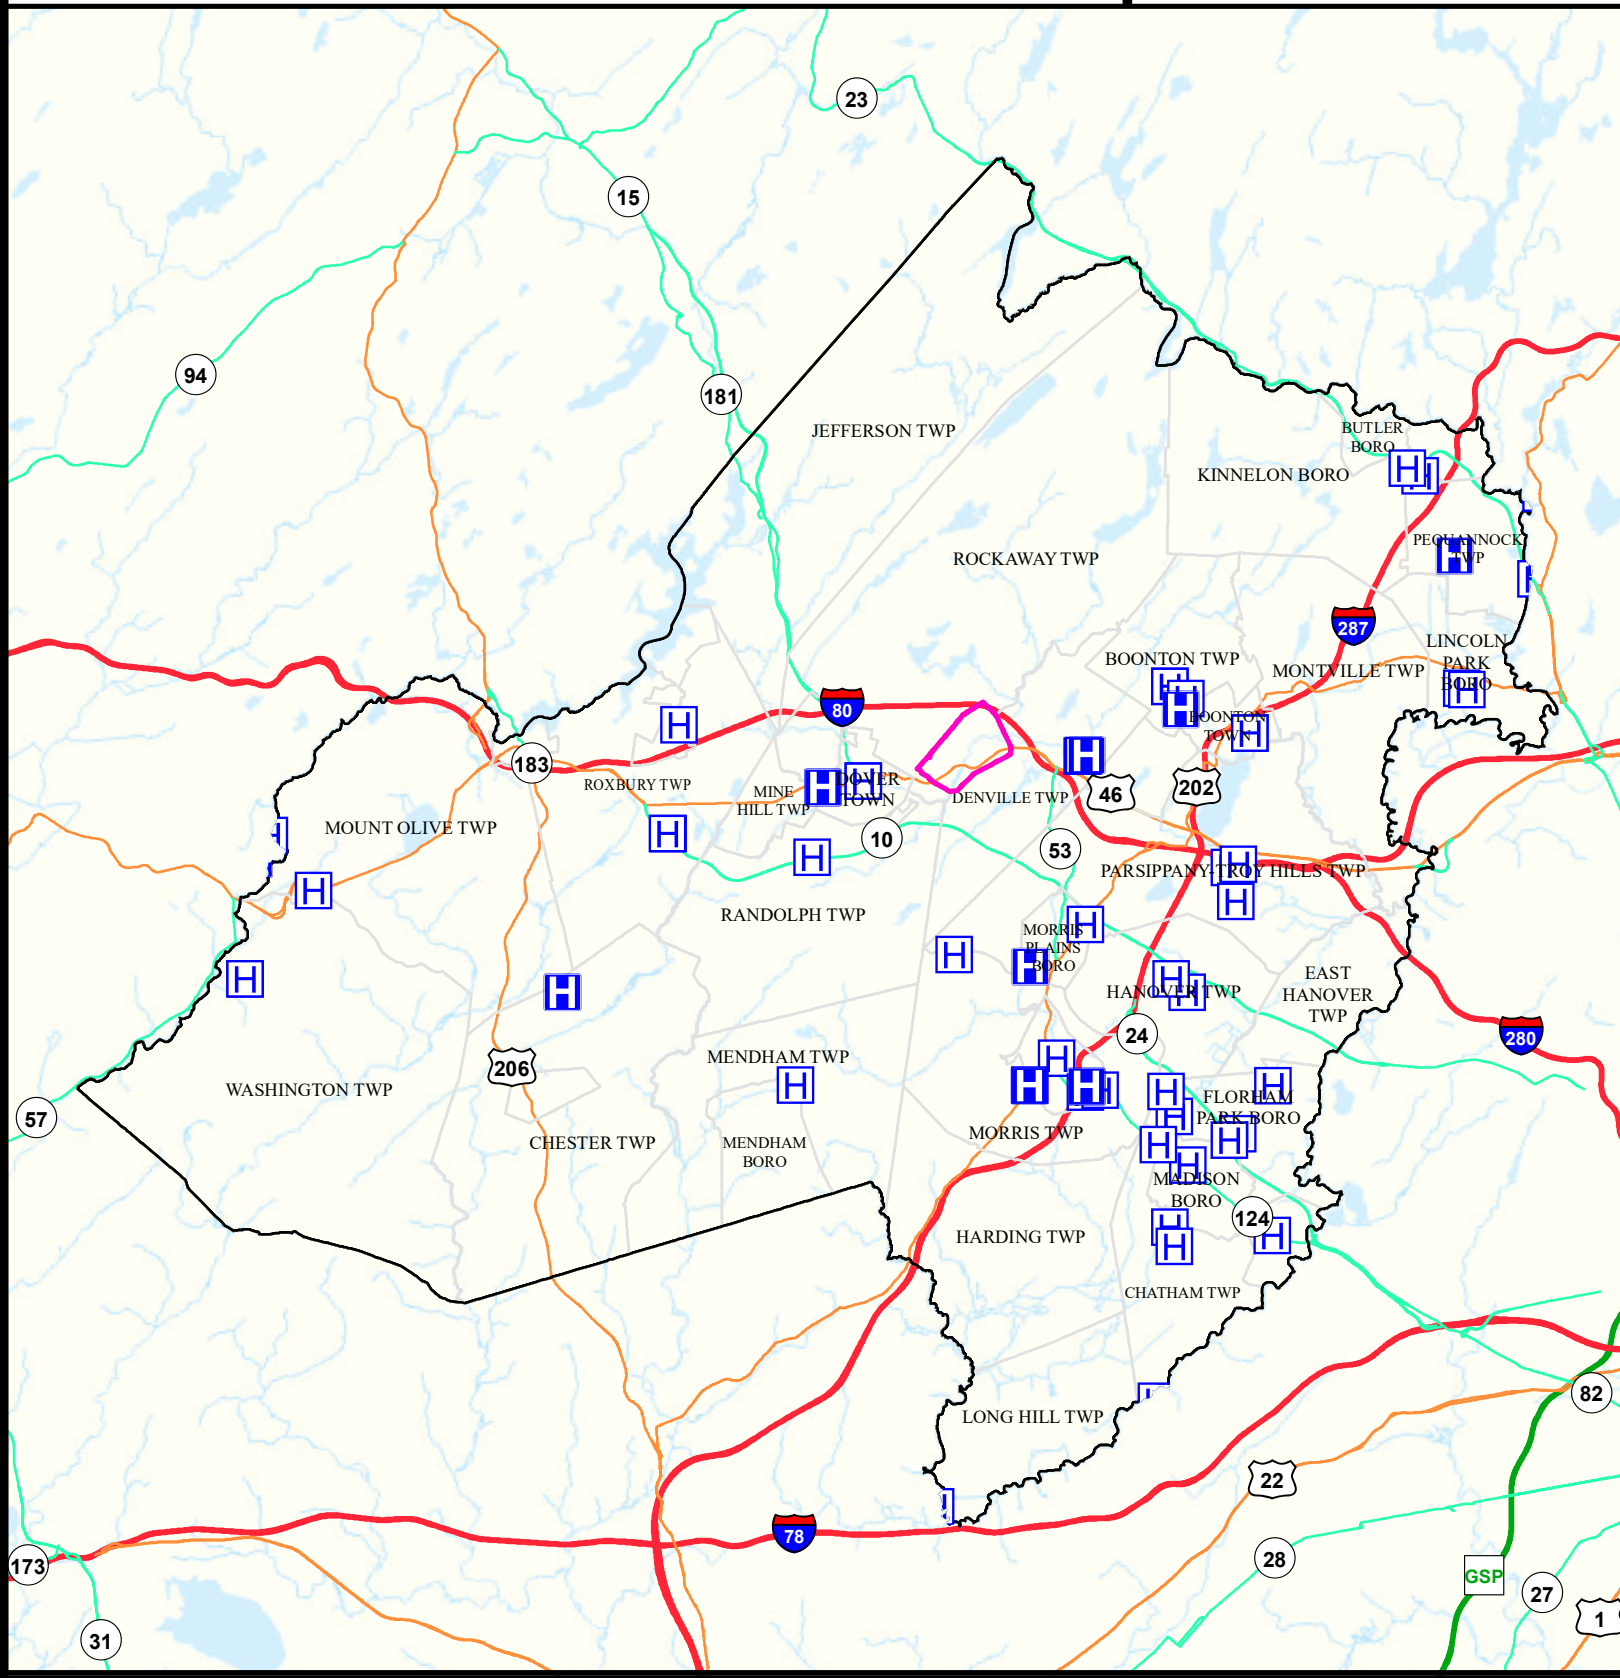 23
15
94
181
JEFFERSON TWP
BUTLER
BORO
KINNELON BORO
PEQUANNOCK
TWP
H
ROCKAWAY TWP
287
LINCOLN
PARK
BORO
H
BOONTON TWP
MONTVILLE TWP
BOONTON
TOWN
H
80
H
183
ROXBURY TWP
MINE
HILL TWP
H
DOVER
TOWN
H
DENVILLE TWP
H
46
202
MOUNT OLIVE TWP
H
H
10
53
PARSIPPANY-TROY HILLS TWP
H
H
RANDOLPH TWP
MORRIS
PLAINS
BORO
H
H
H
H
H
H
EAST
HANOVER
TWP
HANOVER TWP
H
24
280
206
MENDHAM TWP
H
WASHINGTON TWP
57
H
H
H
H
H
FLORHAM
PARK BORO
CHESTER TWP
MENDHAM
BORO
MORRIS TWP
H
H
H
MADISON
BORO
HARDING TWP
124
H
H
CHATHAM TWP
82
LONG HILL TWP
22
78
28
173
GSP
27
1
31